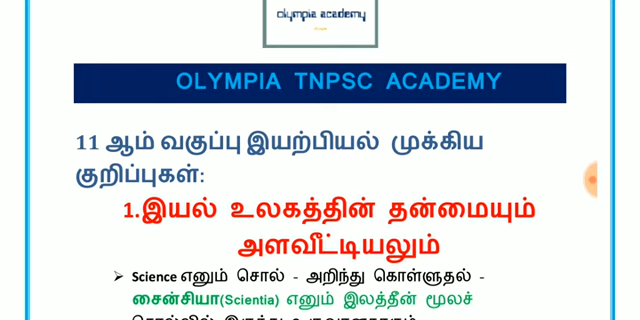 olympia academy
OLYMPIA TNPSC ACADEMY
11 ஆம் வகுப்பு இயற்பியல் முக்கிய
குறிப்புகள்:
1.இயல் உலகத்தின் தன்மையும்
அளவீட்டியலும்
➢ Science எனும் சொல் - அறிந்து கொள்ளுதல் -
சைன்சியா(Scientia) எனும் இலத்தீன் மூலச்